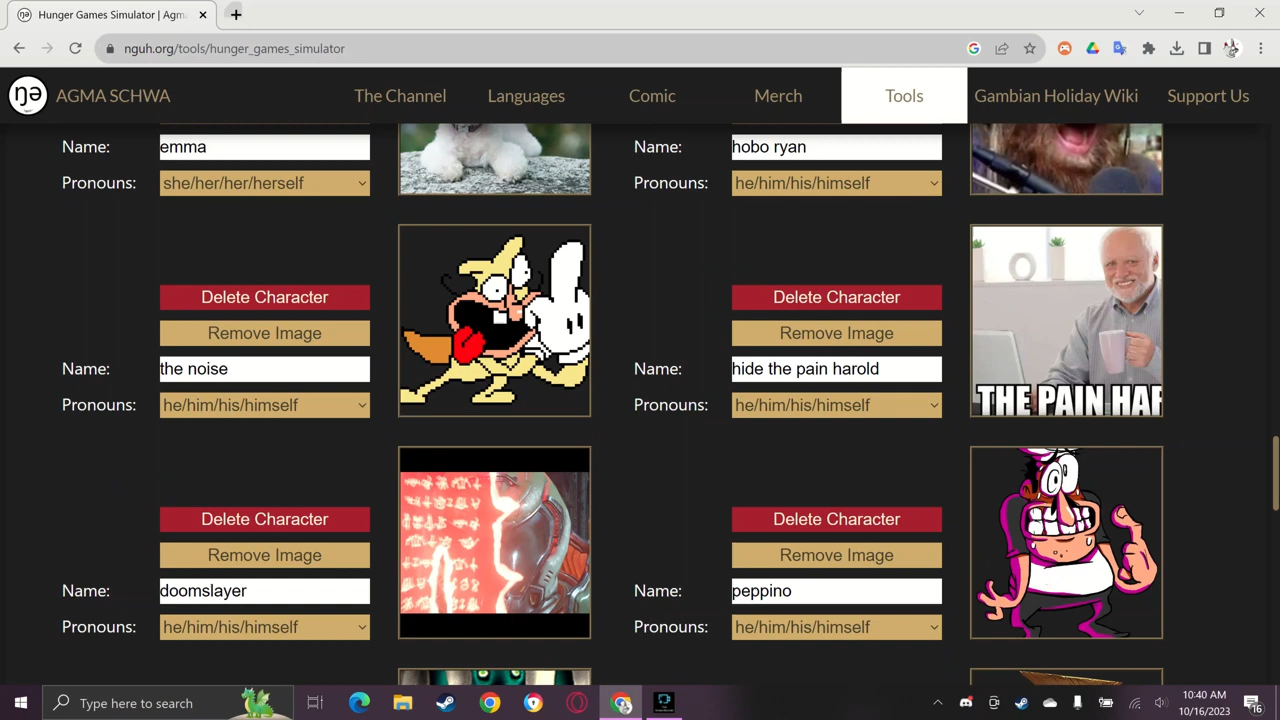 Hunger Games Simulator | Agma
nguh.org/tools/hunger_games_simulator
ŋə AGMA SCHWA The Channel Languages Comic Merch Tools Gambian Holiday Wiki Support Us
Name: emma Name: hobo ryan
Pronouns: she/her/her/herself Pronouns: he/him/his/himself
Delete Character Delete Character
Remove Image Remove Image
Name: the noise Name: hide the pain harold
Pronouns: he/him/his/himself Pronouns: he/him/his/himself
THE PAIN HAR
Delete Character Delete Character
Remove Image Remove Image
Name: doomslayer Name: peppino
Pronouns: he/him/his/himself Pronouns: he/him/his/himself
Type here to search
10:40 AM
10/16/2023
16